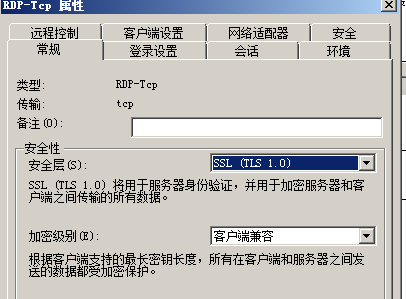 RDP-Tcp 属性
远程控制 客户端设置 网络适配器 安全
常规 登录设置 会话 环境
类型: RDP-Tcp
传输: tcp
备注(O):
安全性
安全层(S): SSL (TLS 1.0)
SSL (TLS 1.0) 将用于服务器身份验证,并用于加密服务器和客
户端之间传输的所有数据。
加密级别(E): 客户端兼容
根据客户端支持的最长密钥长度,所有在客户端和服务器之间发
送的数据都受加密保护。